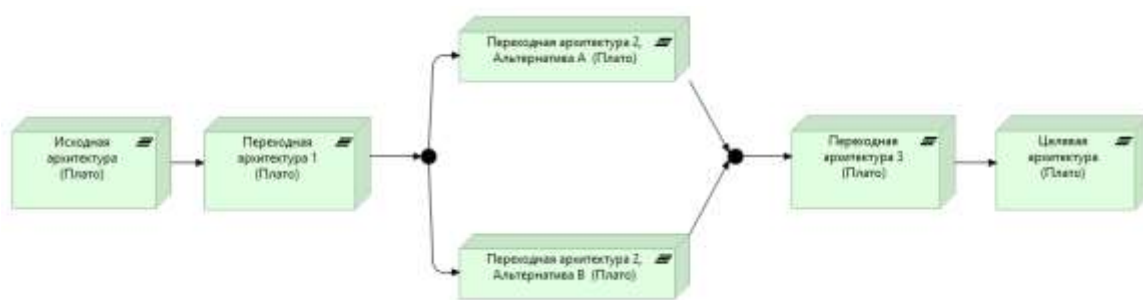 Исходная
архитектура
(Плато)
Переходная
архитектура 1
(Плато)
Переходная архитектура 2,
Альтернатива A (Плато)
Переходная архитектура 2,
Альтернатива B (Плато)
Переходная
архитектура 3
(Плато)
Целевая
архитектура
(Плато)